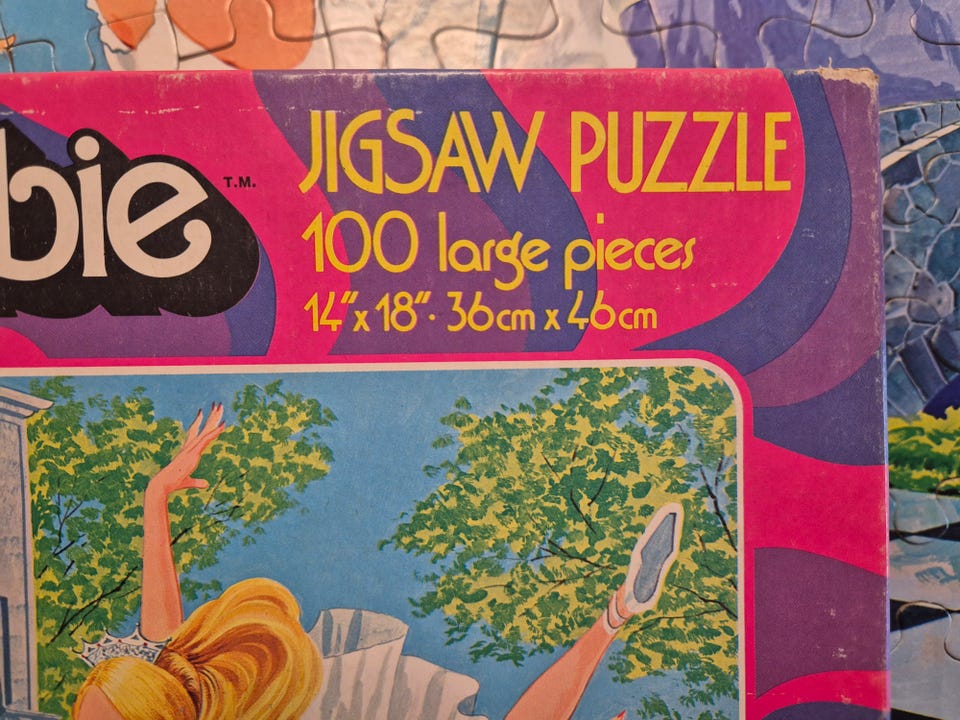 bie T.M.
JIGSAW PUZZLE
100 large pieces
14"x 18"· 36cm x 46cm